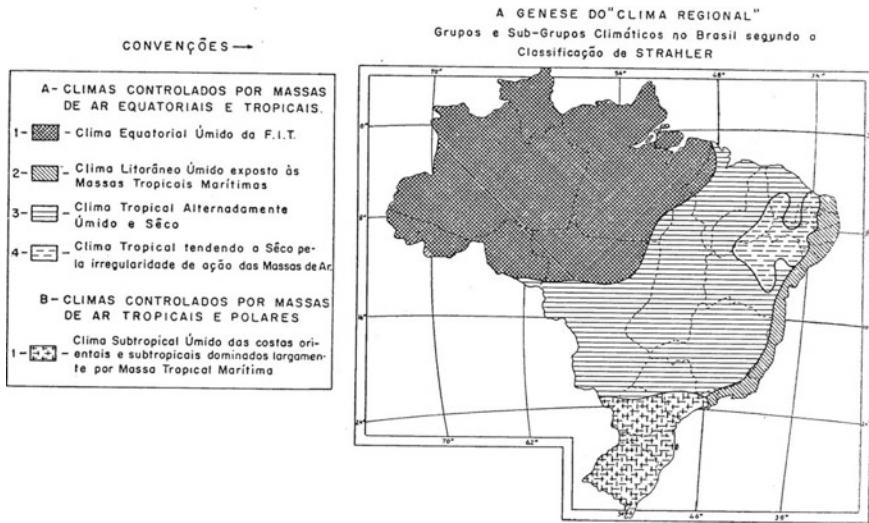 A GENESE DO "CLIMA REGIONAL"
Grupos e Sub-Grupos Climáticos no Brasil segundo a
Classificação de STRAHLER
CONVENÇÕES →
A- CLIMAS CONTROLADOS POR MASSAS
DE AR EQUATORIAIS E TROPICAIS.
1- - Clima Equatorial Úmido da F.I.T.
2- - Clima Litorâneo Úmido exposto às
Massas Tropicais Marítimas
3- - Clima Tropical Alternadamente
Úmido e Sêco
4- - Clima Tropical tendendo a Sêco pe-
la irregularidade de ação das Massas de Ar.
B- CLIMAS CONTROLADOS POR MASSAS
DE AR TROPICAIS E POLARES
1- - Clima Subtropical Úmido das costas ori-
entais e subtropicais dominados largamen-
te por Massa Tropical Marítima
54° 48°
8°
16°
24°
70° 62° 46° 38°